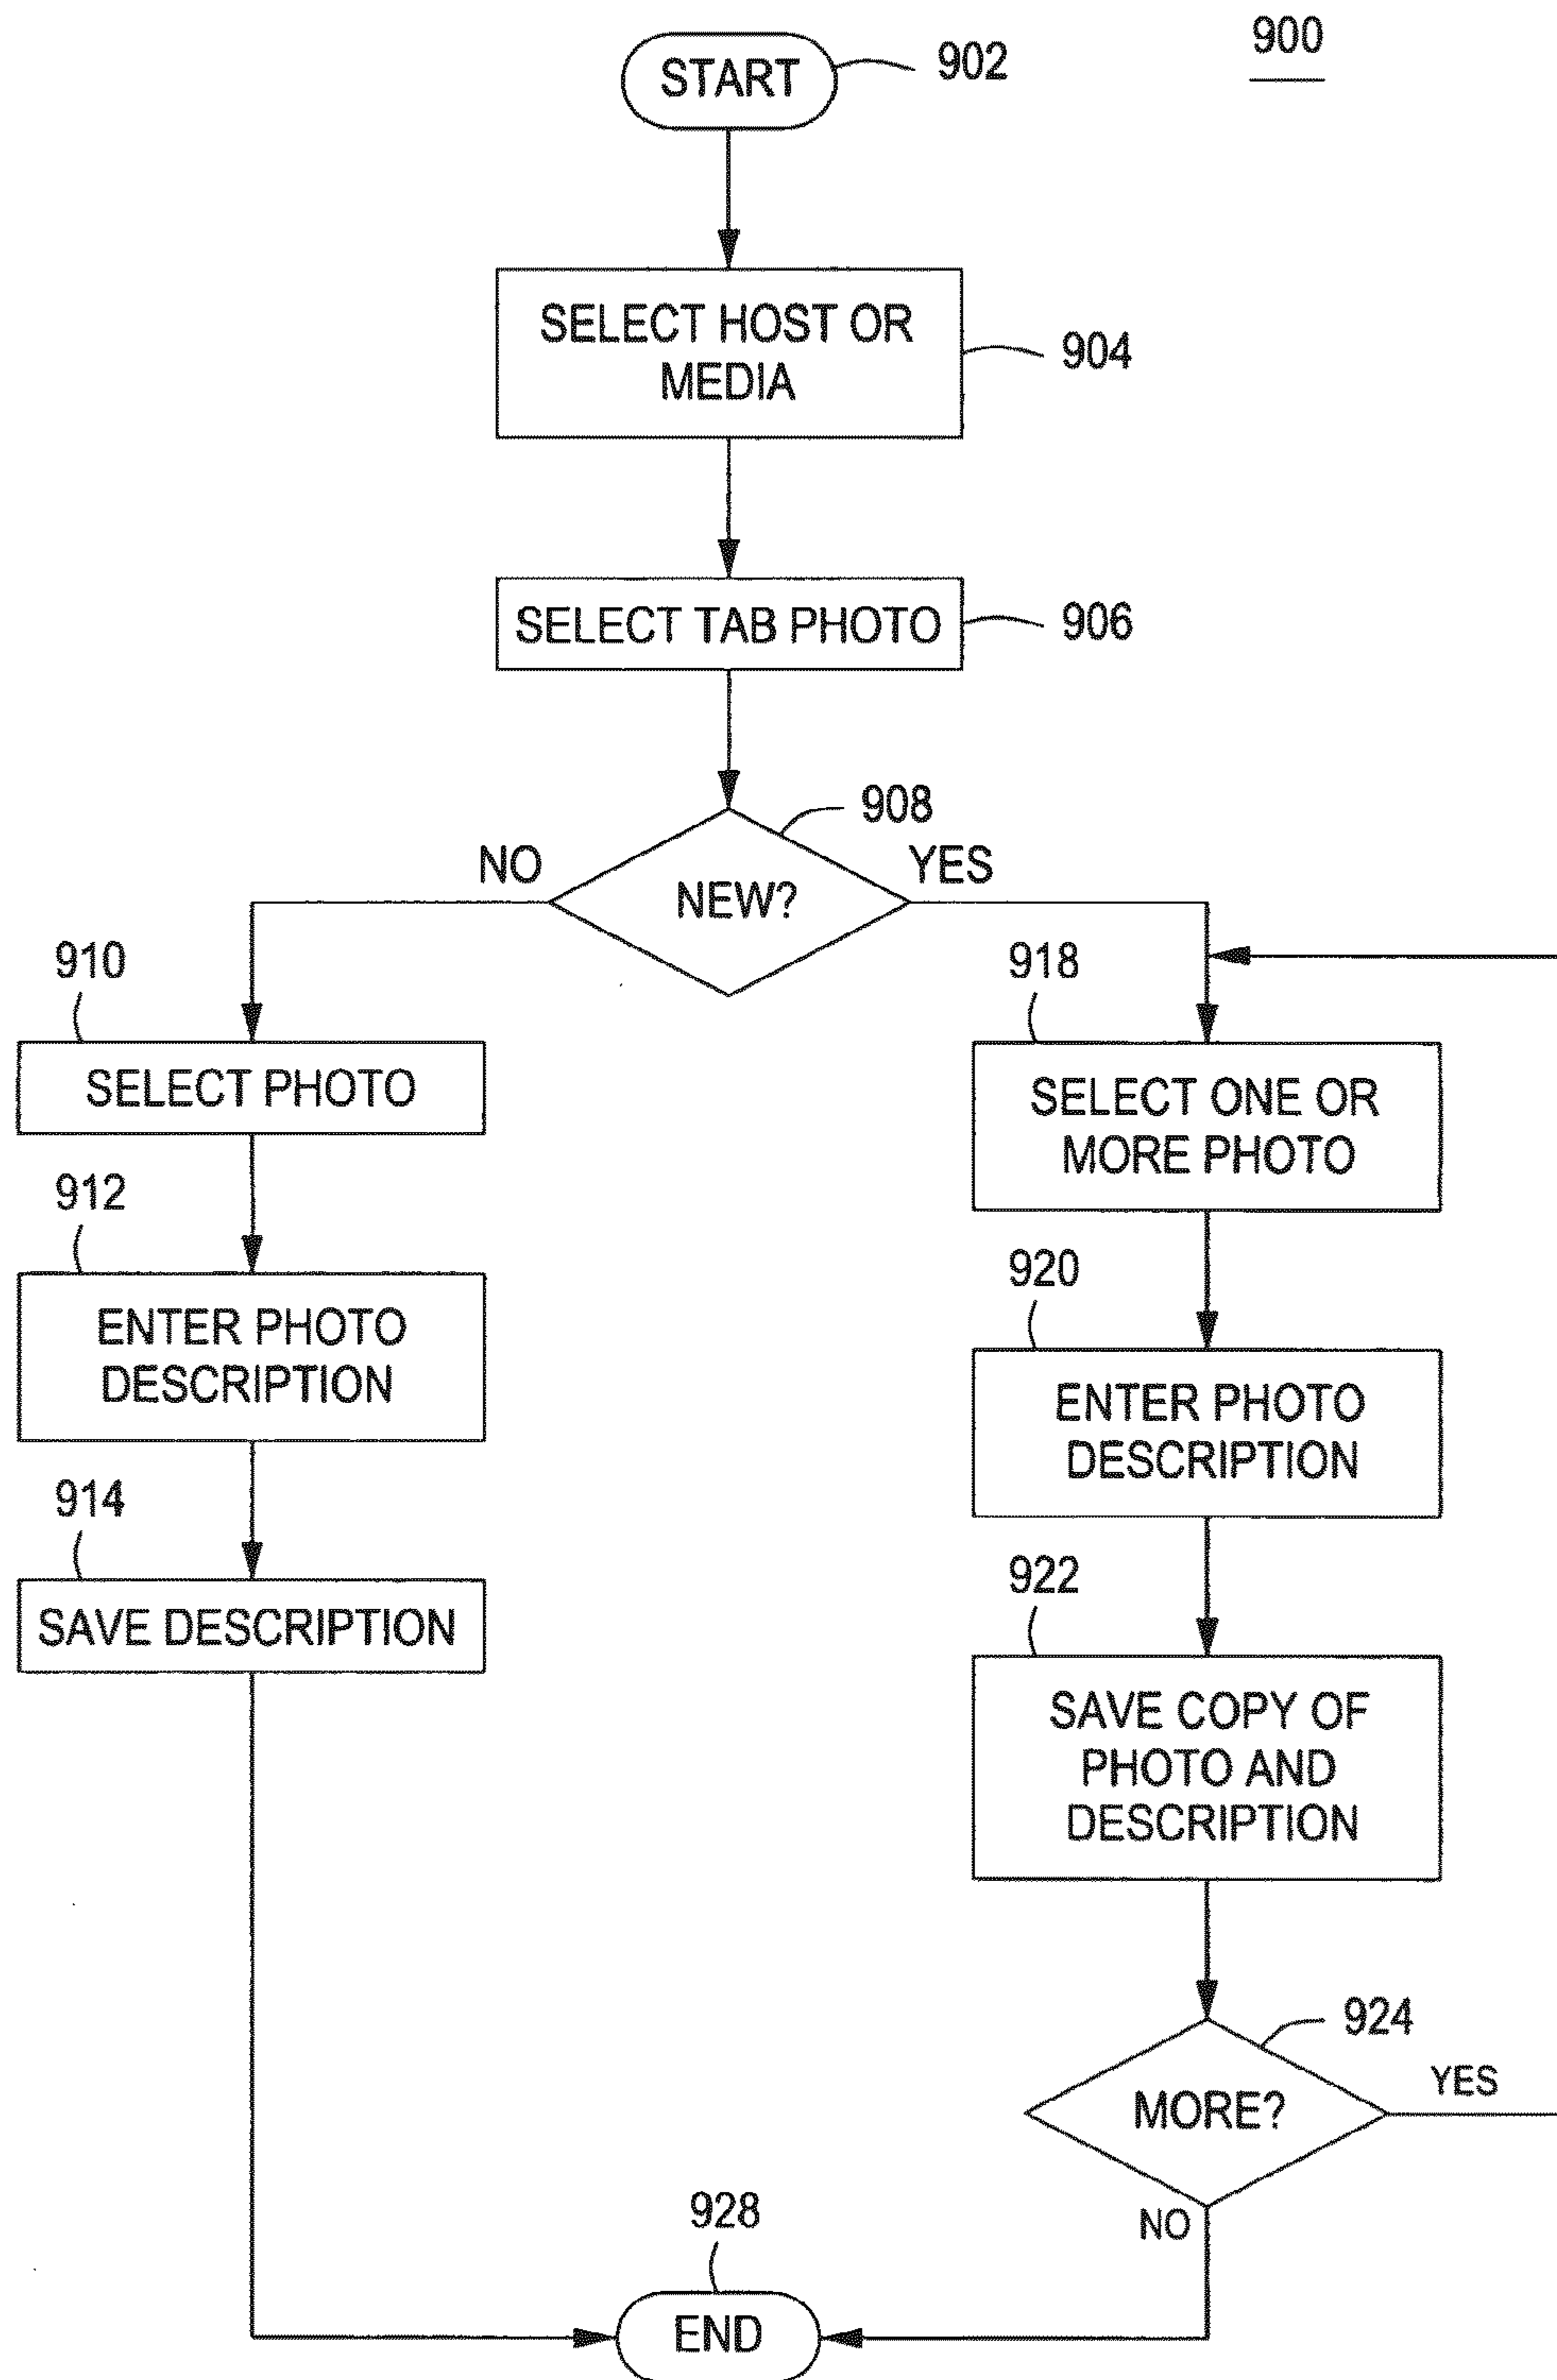 900
START
902
SELECT HOST OR
MEDIA
904
SELECT TAB PHOTO
906
908
NEW?
NO
YES
910
SELECT PHOTO
912
ENTER PHOTO
DESCRIPTION
914
SAVE DESCRIPTION
918
SELECT ONE OR
MORE PHOTO
920
ENTER PHOTO
DESCRIPTION
922
SAVE COPY OF
PHOTO AND
DESCRIPTION
924
MORE?
YES
NO
928
END